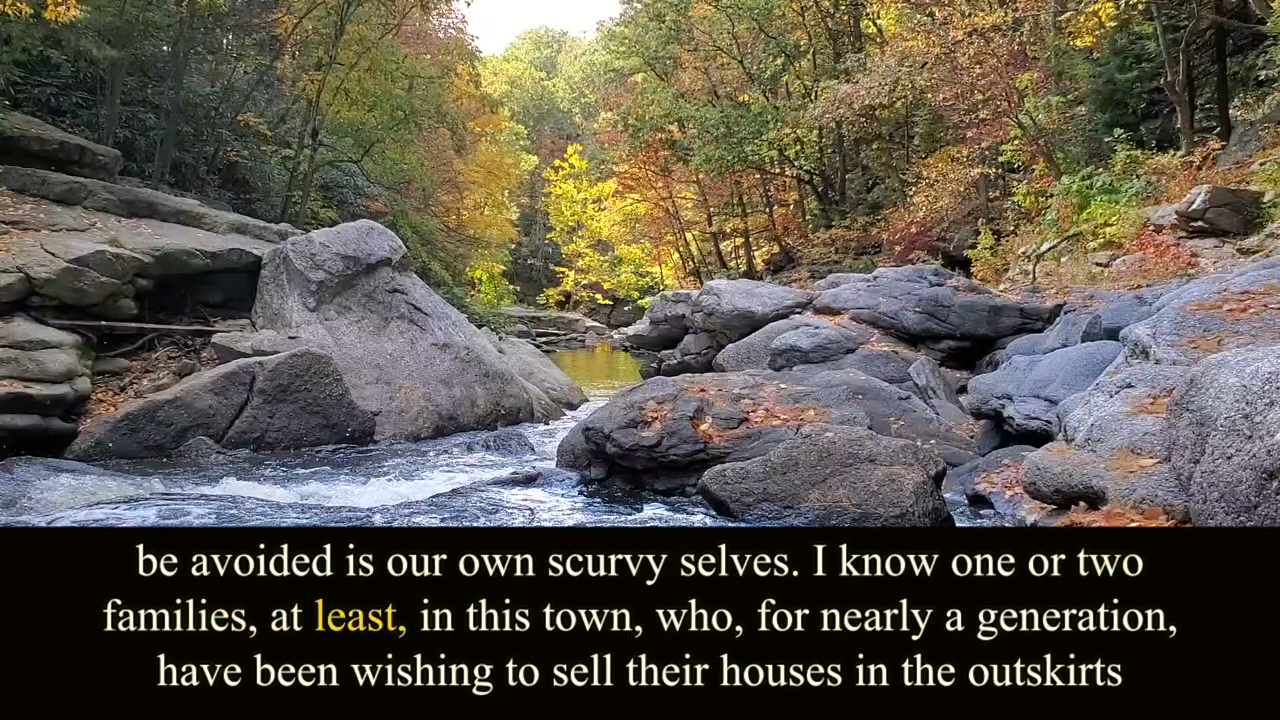 be avoided is our own scurvy selves. I know one or two
families, at least, in this town, who, for nearly a generation,
have been wishing to sell their houses in the outskirts